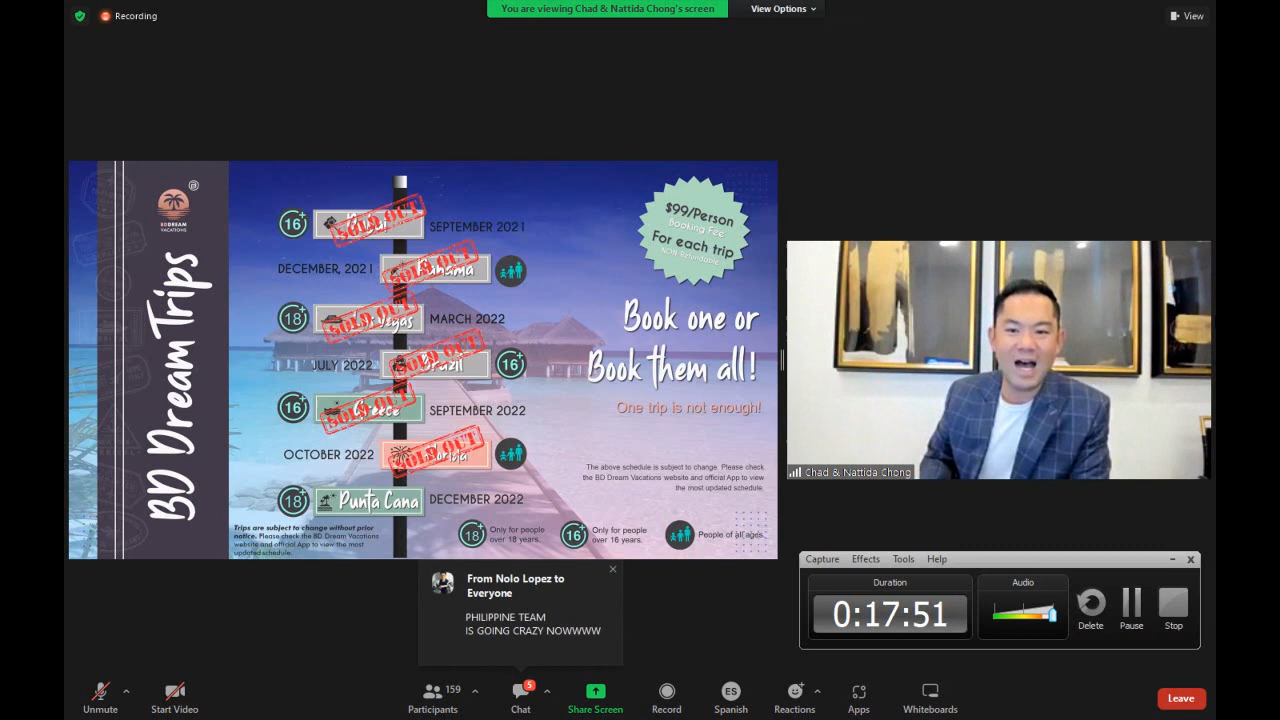 Recording
You are viewing Chad & Nattida Chong's screen
View Options
View
BDDREAM
VACATIONS
BD DreamTrips
16+
SOLD OUT
SEPTEMBER 2021
DECEMBER, 2021
Panama
SOLD OUT
18+
Vegas
SOLD OUT
MARCH 2022
JULY 2022
Brazil
SOLD OUT
16+
16+
Greece
SOLD OUT
SEPTEMBER 2022
OCTOBER 2022
Florida
SOLD OUT
18+
Punta Cana
DECEMBER 2022
Trips are subject to change without prior
notice. Please check the BD Dream Vacations
website and official App to view the most
updated schedule.
18+
Only for people
over 18 years.
16+
Only for people
over 16 years.
People of all ages.
$99/Person
Booking Fee
For each trip
NON Refundable
Book one or
Book them all!
One trip is not enough!
The above schedule is subject to change. Please check
the BD Dream Vacations website and official App to view
the most updated schedule.
Chad & Nattida Chong
From Nolo Lopez to
Everyone
PHILIPPINE TEAM
IS GOING CRAZY NOWWWW
Capture Effects Tools Help
Duration
0:17:51
Audio
Delete
Pause
Stop
Unmute
Start Video
159
Participants
5
Chat
Share Screen
Record
ES
Spanish
Reactions
Apps
Whiteboards
Leave